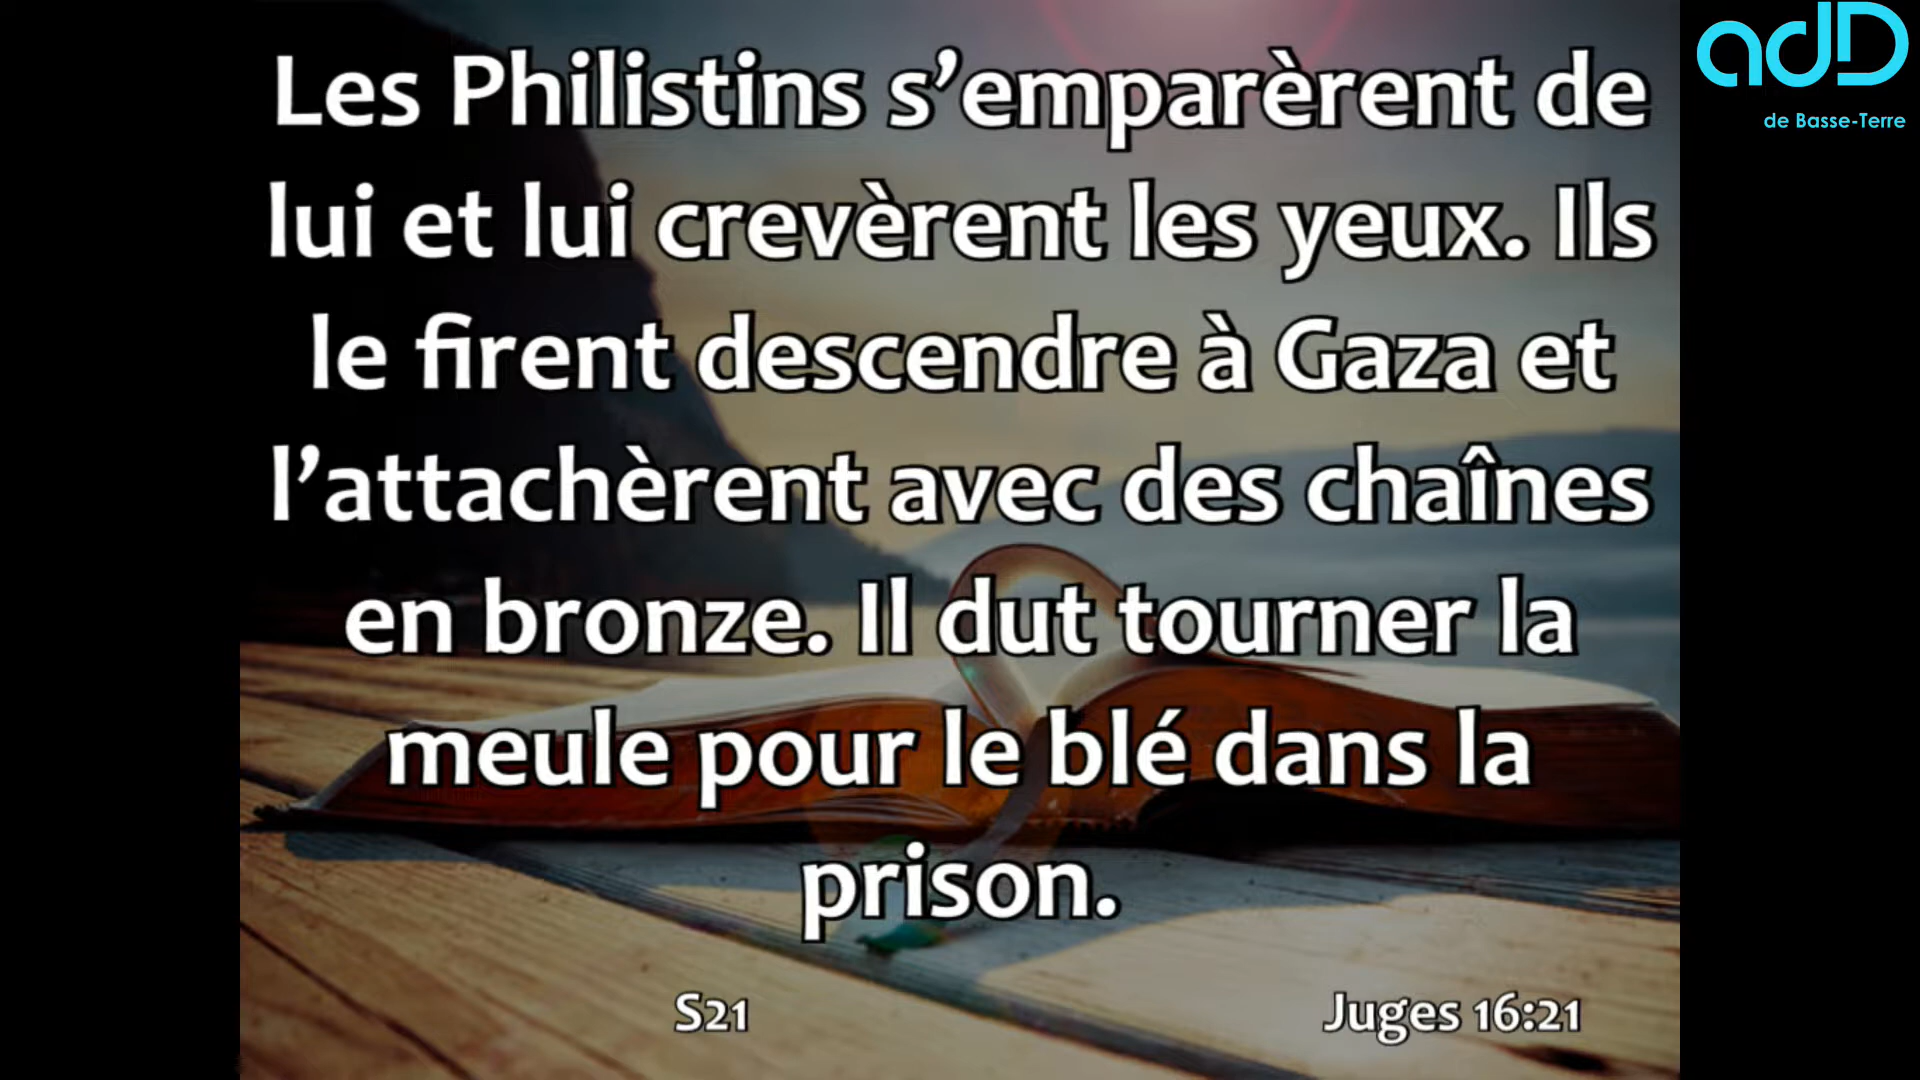 Les Philistins s’emparèrent de
lui et lui crevèrent les yeux. Ils
le firent descendre à Gaza et
l’attachèrent avec des chaînes
en bronze. Il dut tourner la
meule pour le blé dans la
prison.
S21
Juges 16:21
adD
de Basse-Terre